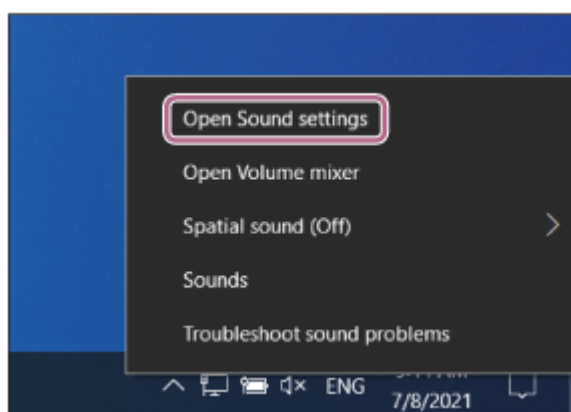 Open Sound settings
Open Volume mixer
Spatial sound (Off)
Sounds
Troubleshoot sound problems
ENG
7/8/2021